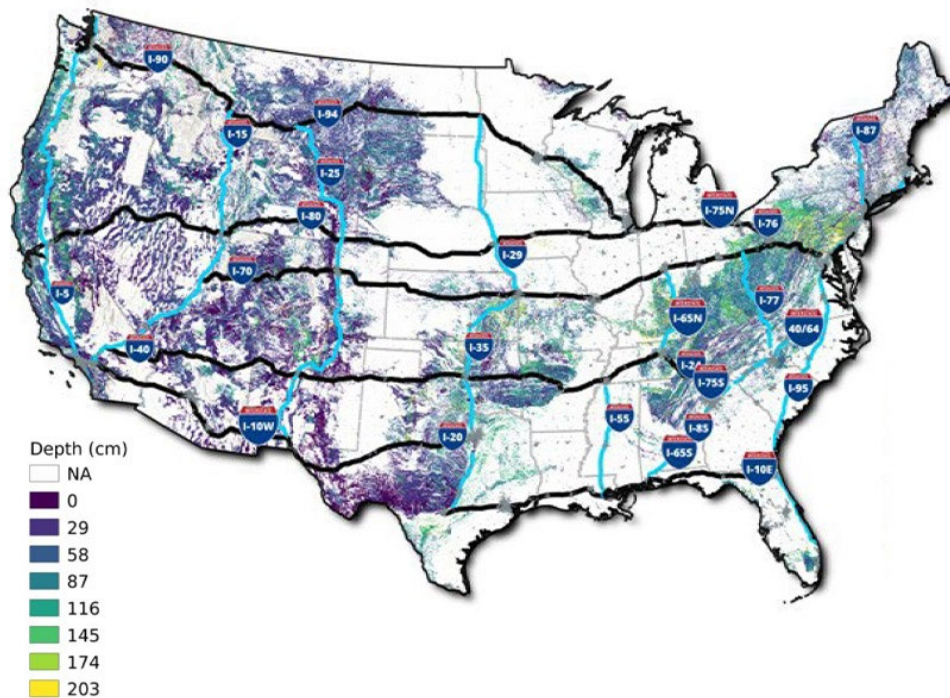 I-90
I-94
I-15
I-87
I-25
I-75N
I-80
I-76
I-29
I-70
I-5
I-77
I-65N
40/64
I-40
I-35
I-75S
I-95
I-55
I-10W
I-20
I-85
I-65S
I-10E
Depth (cm)
NA
0
29
58
87
116
145
174
203